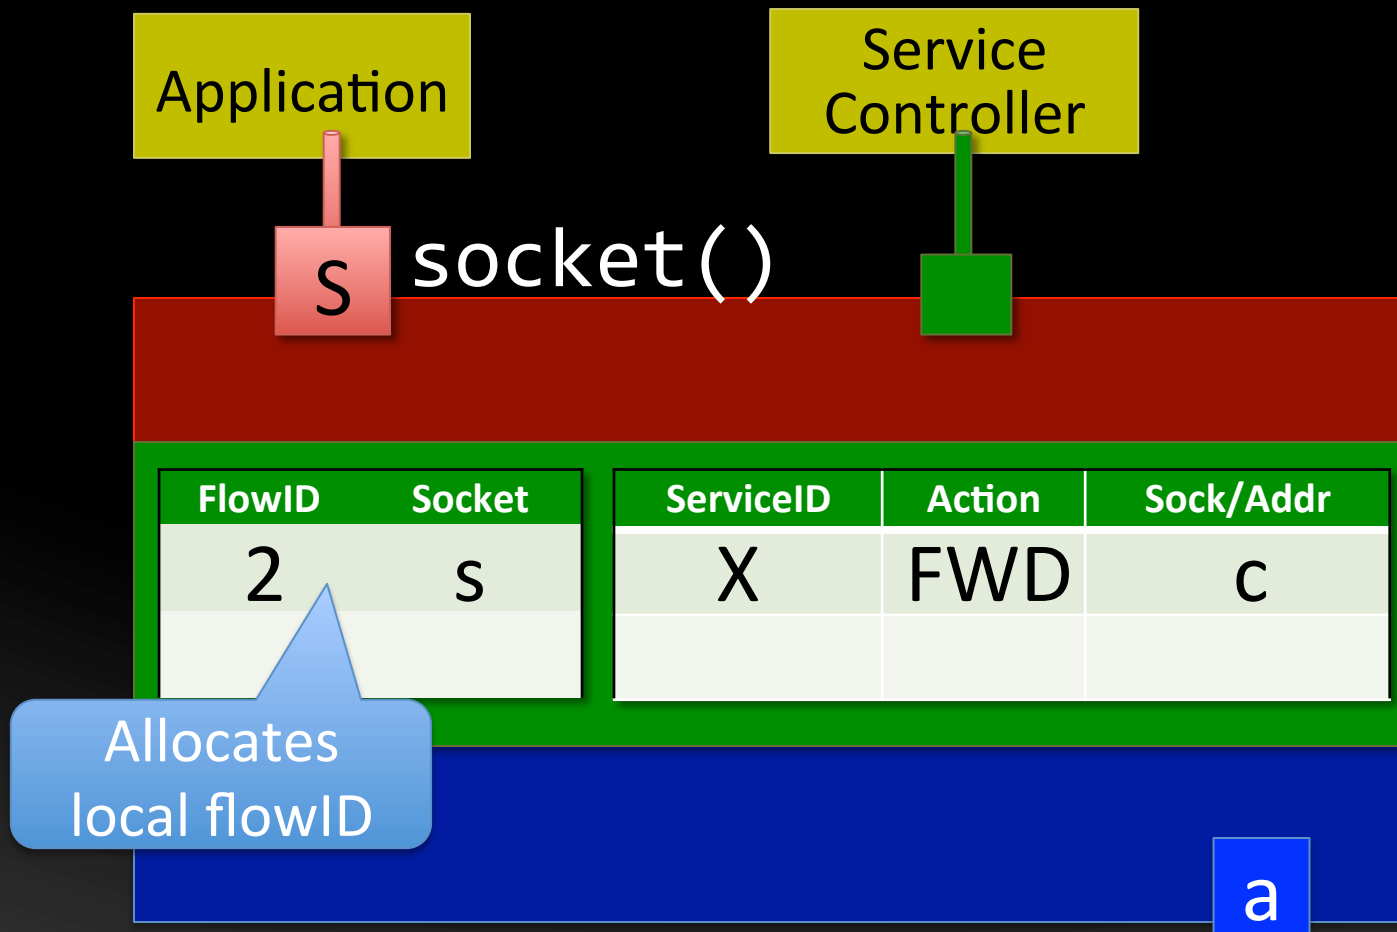 Application
Service
Controller
S
socket()
FlowID Socket
2 s
ServiceID Action Sock/Addr
X FWD c
Allocates
local flowID
a